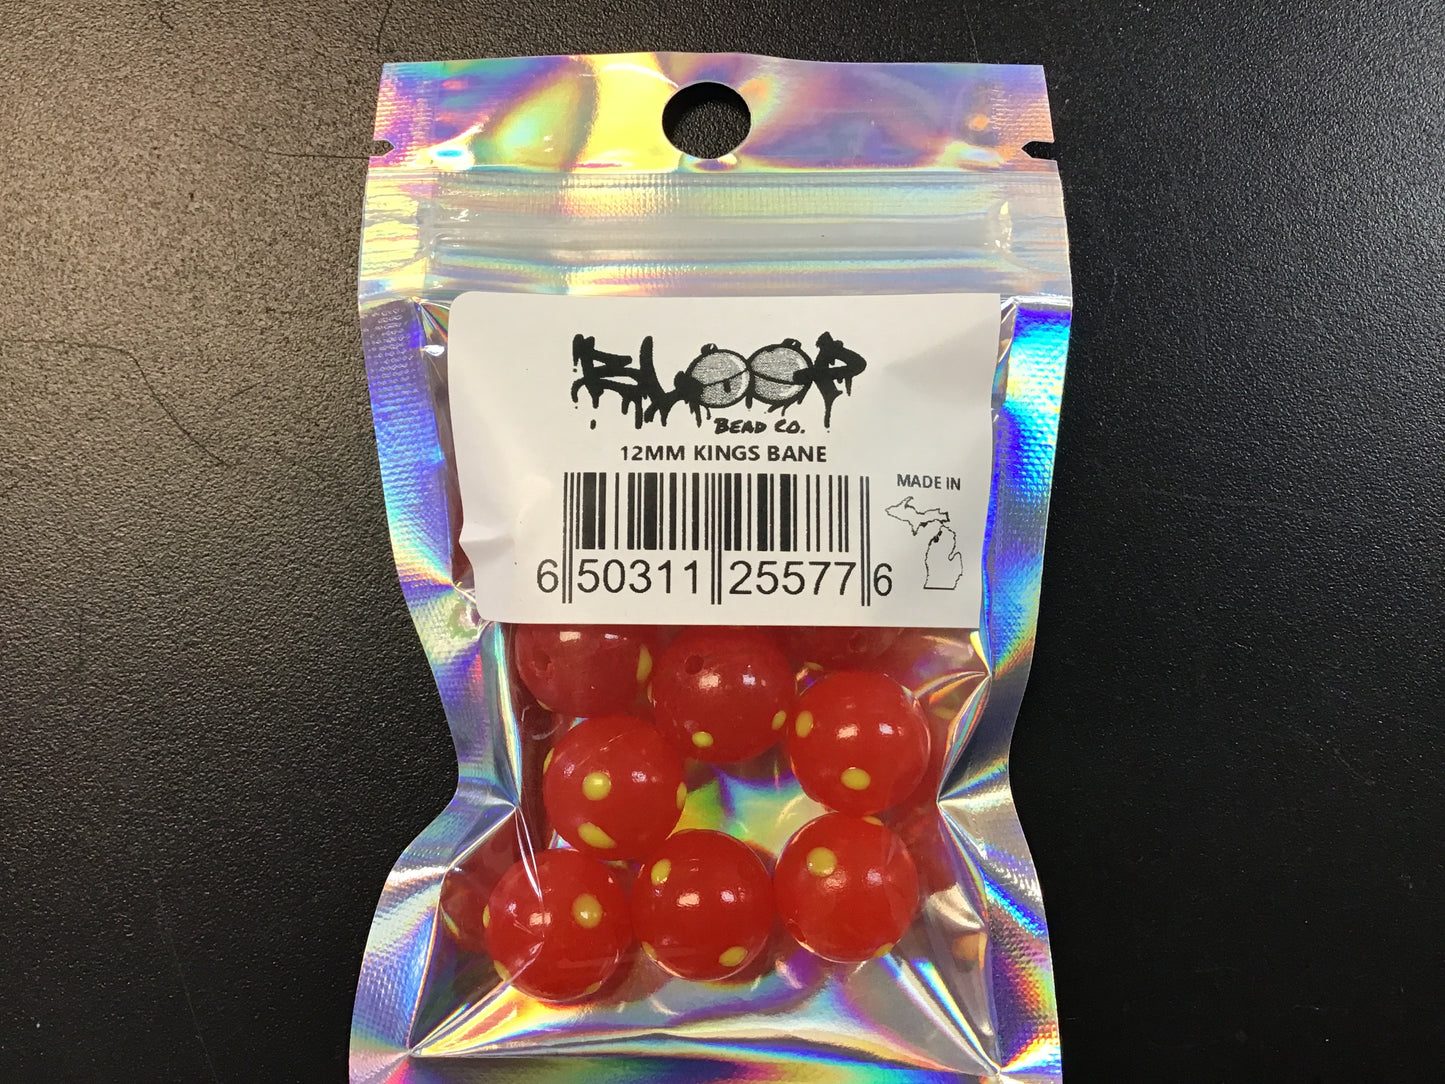 BLOOP
BEAD CO.
12MM KINGS BANE
MADE IN
6 50311 25577 6